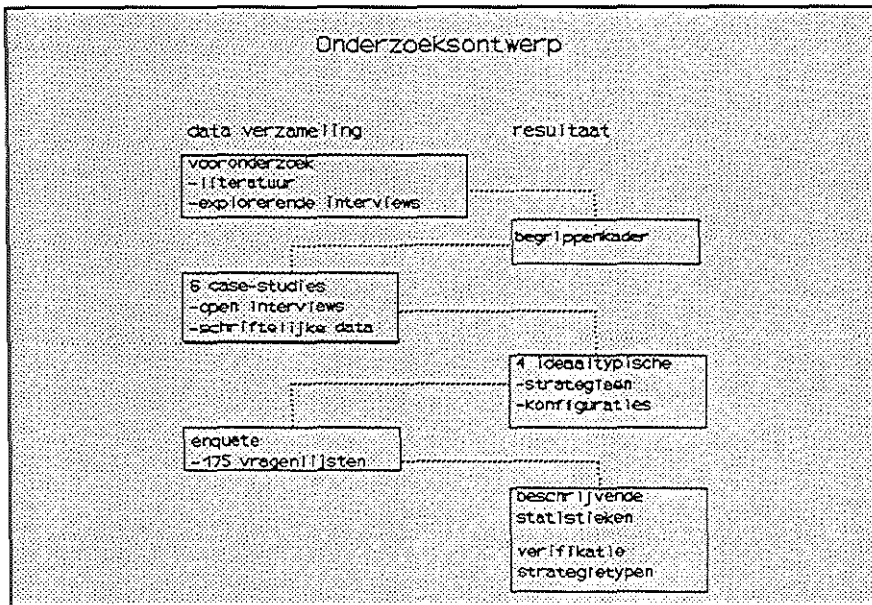 Onderzoeksontwerp
data verzameling
resultaat
vooronderzoek
-literatuur
-explorerende interviews
begrippenkader
6 case-studies
-open interviews
-schriftelijke data
4 ideaaltypische
-strategieën
-konfiguraties
enquete
-175 vragenlijsten
beschrijvende
statistieken
verifikatie
strategietypen